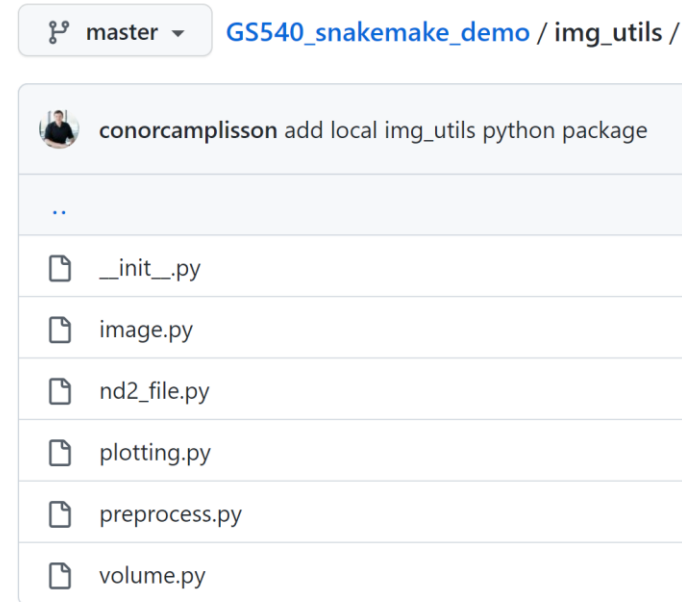 master GS540_snakemake_demo / img_utils /
conorcamplisson add local img_utils python package
..
__init__.py
image.py
nd2_file.py
plotting.py
preprocess.py
volume.py